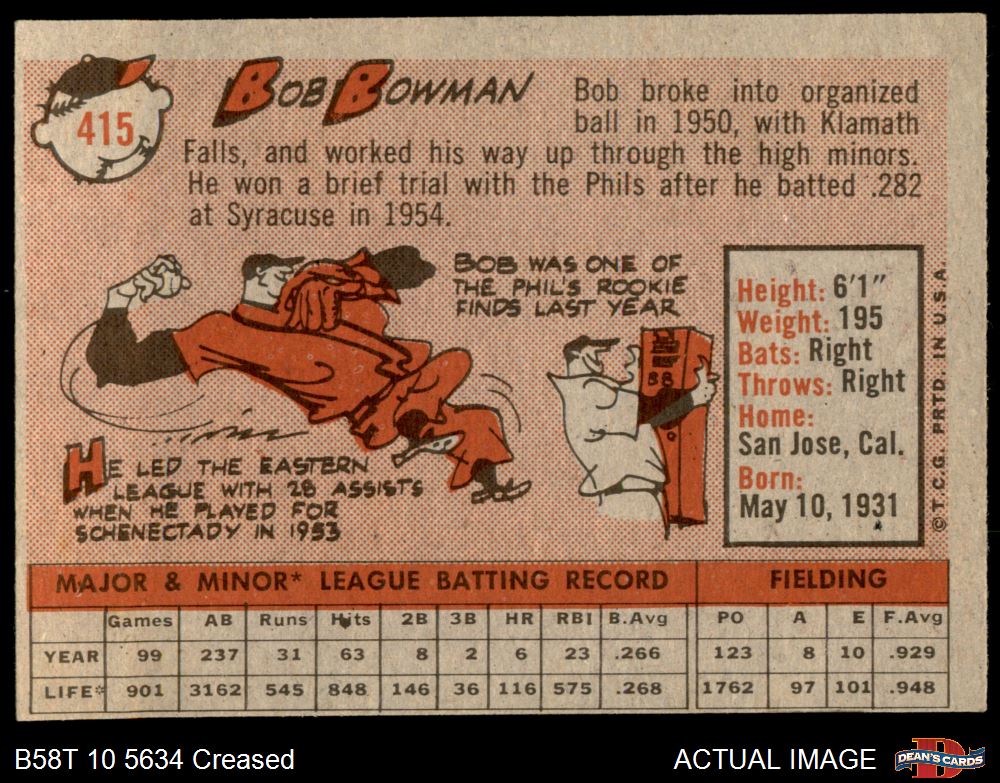 415
BOB BOWMAN
Bob broke into organized
ball in 1950, with Klamath
Falls, and worked his way up through the high minors.
He won a brief trial with the Phils after he batted .282
at Syracuse in 1954.
BOB WAS ONE OF
THE PHIL'S ROOKIE
FINDS LAST YEAR
58
HE LED THE EASTERN
LEAGUE WITH 28 ASSISTS
WHEN HE PLAYED FOR
SCHENECTADY IN 1953
Height: 6'1"
Weight: 195
Bats: Right
Throws: Right
Home:
San Jose, Cal.
Born:
May 10, 1931
© T.C.G. PRTD. IN U.S.A.
MAJOR & MINOR* LEAGUE BATTING RECORD FIELDING
Games AB Runs Hits 2B 3B HR RBI B.Avg PO A E F.Avg
YEAR 99 237 31 63 8 2 6 23 .266 123 8 10 .929
LIFE* 901 3162 545 848 146 36 116 575 .268 1762 97 101 .948
B58T 10 5634 Creased
ACTUAL IMAGE
D
DEAN'S CARDS